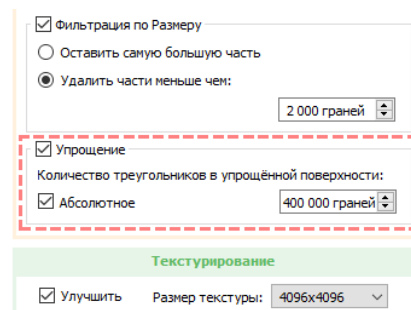 Фильтрация по Размеру
Оставить самую большую часть
Удалить части меньше чем:
2 000 граней
Упрощение
Количество треугольников в упрощённой поверхности:
Абсолютное 400 000 граней
Текстурирование
Улучшить Размер текстуры: 4096x4096